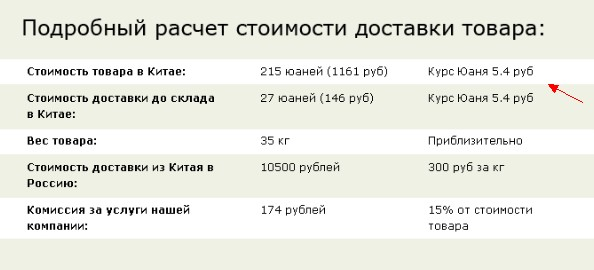 Подробный расчет стоимости доставки товара:
Стоимость товара в Китае: 215 юаней (1161 руб) Курс Юаня 5.4 руб
Стоимость доставки до склада 27 юаней (146 руб) Курс Юаня 5.4 руб
в Китае:
Вес товара: 35 кг Приблизительно
Стоимость доставки из Китая в 10500 рублей 300 руб за кг
Россию:
Комиссия за услуги нашей 174 рублей 15% от стоимости
компании: товара